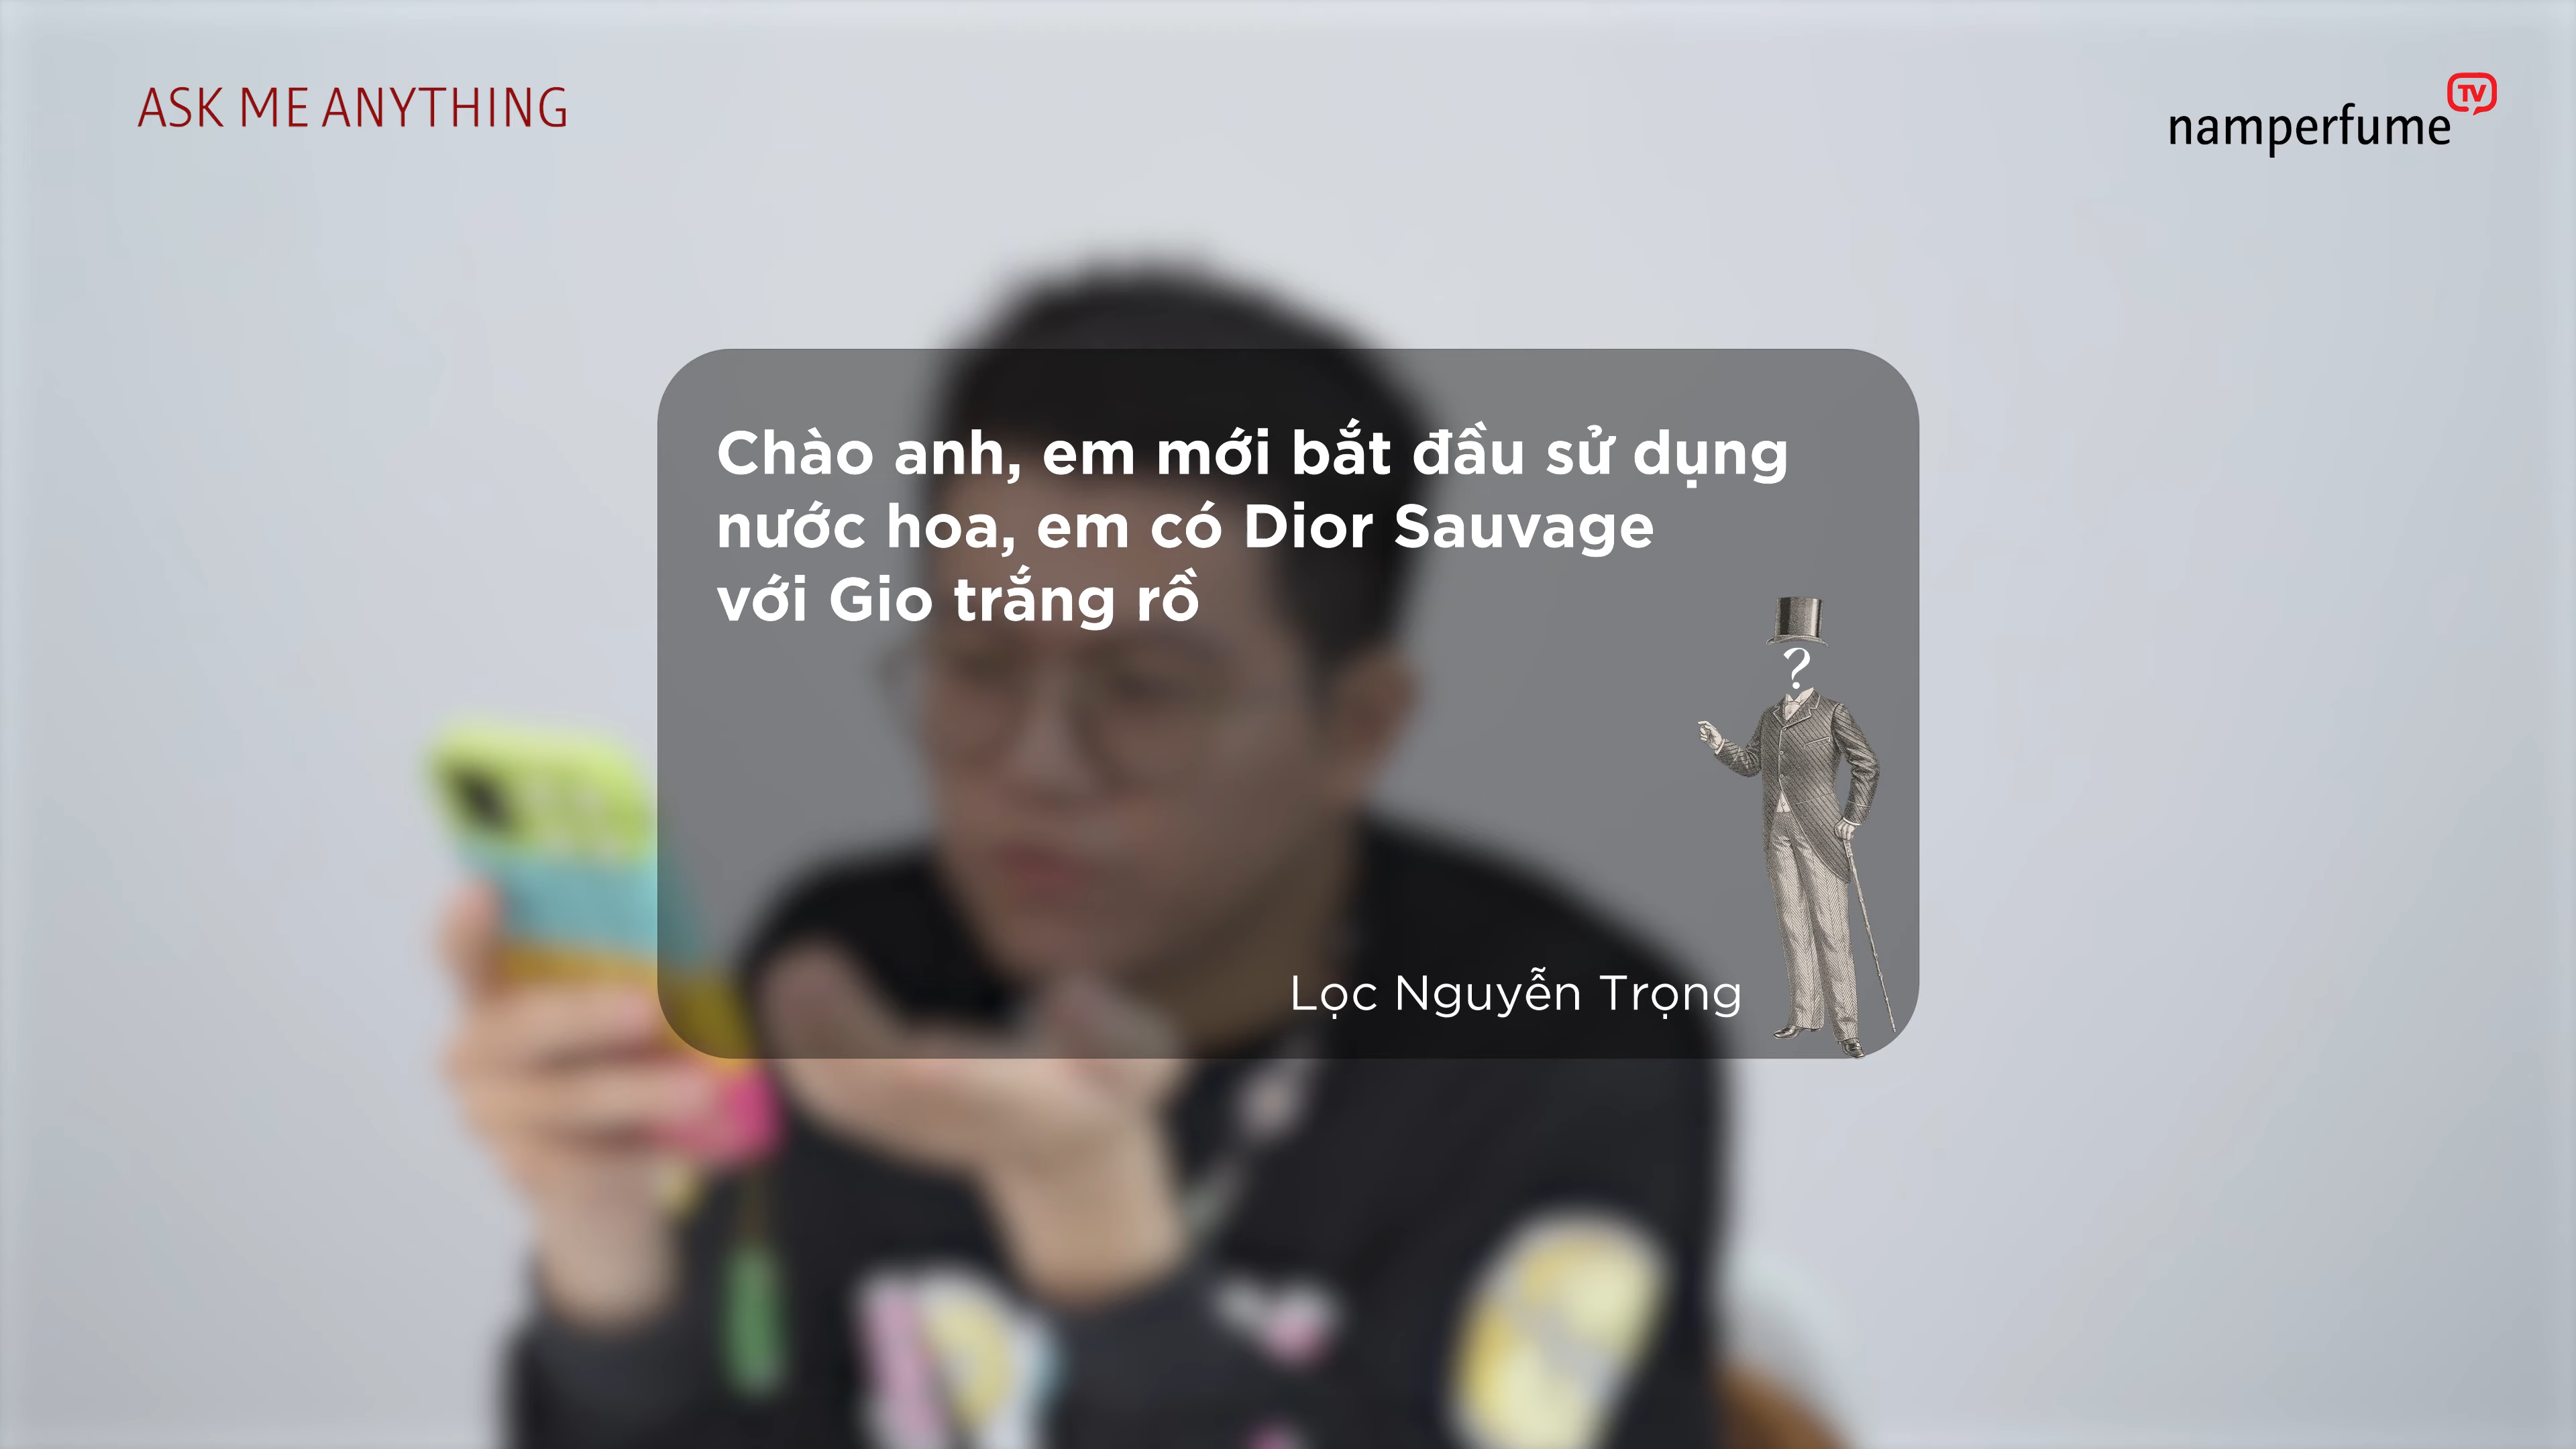 ASK ME ANYTHING
namperfume TV
Chào anh, em mới bắt đầu sử dụng
nước hoa, em có Dior Sauvage
với Gio trắng rồ
?
Lọc Nguyễn Trọng